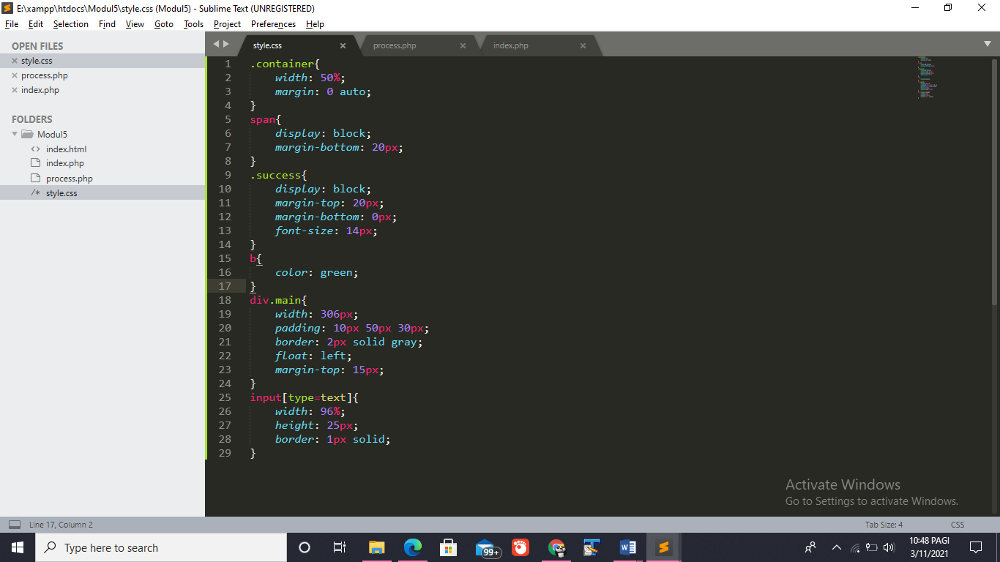 E:\xampp\htdocs\Modul5\style.css (Modul5) - Sublime Text (UNREGISTERED)
File Edit Selection Find View Goto Tools Project Preferences Help
OPEN FILES
style.css
process.php
index.php
FOLDERS
Modul5
<> index.html
index.php
process.php
/* style.css
style.css process.php index.php
1 .container{
2 width: 50%;
3 margin: 0 auto;
4 }
5 span{
6 display: block;
7 margin-bottom: 20px;
8 }
9 .success{
10 display: block;
11 margin-top: 20px;
12 margin-bottom: 0px;
13 font-size: 14px;
14 }
15 b{
16 color: green;
17 }
18 div.main{
19 width: 306px;
20 padding: 10px 50px 30px;
21 border: 2px solid gray;
22 float: left;
23 margin-top: 15px;
24 }
25 input[type=text]{
26 width: 96%;
27 height: 25px;
28 border: 1px solid;
29 }
Activate Windows
Go to Settings to activate Windows.
Line 17, Column 2 Tab Size: 4 CSS
Type here to search
99+
10:48 PAGI
3/11/2021